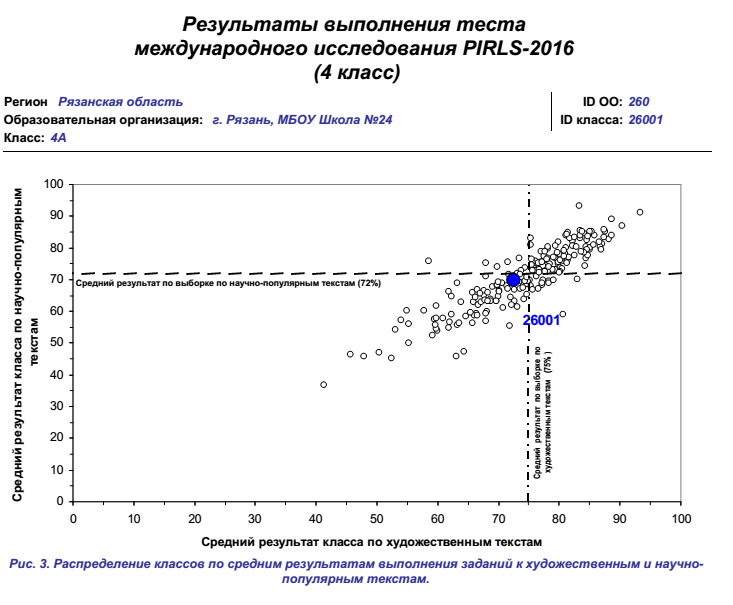 Результаты выполнения теста
международного исследования PIRLS-2016
(4 класс)
Регион Рязанская область
ID ОО: 260
Образовательная организация: г. Рязань, МБОУ Школа №24
ID класса: 26001
Класс: 4А
Средний результат класса по научно-популярным
текстам
100
90
80
70
60
50
40
30
20
10
0
Средний результат по выборке по научно-популярным текстам (72%)
26001
Средний результат по выборке по
художественным текстам (75%)
0 10 20 30 40 50 60 70 80 90 100
Средний результат класса по художественным текстам
Рис. 3. Распределение классов по средним результатам выполнения заданий к художественным и научно-
популярным текстам.